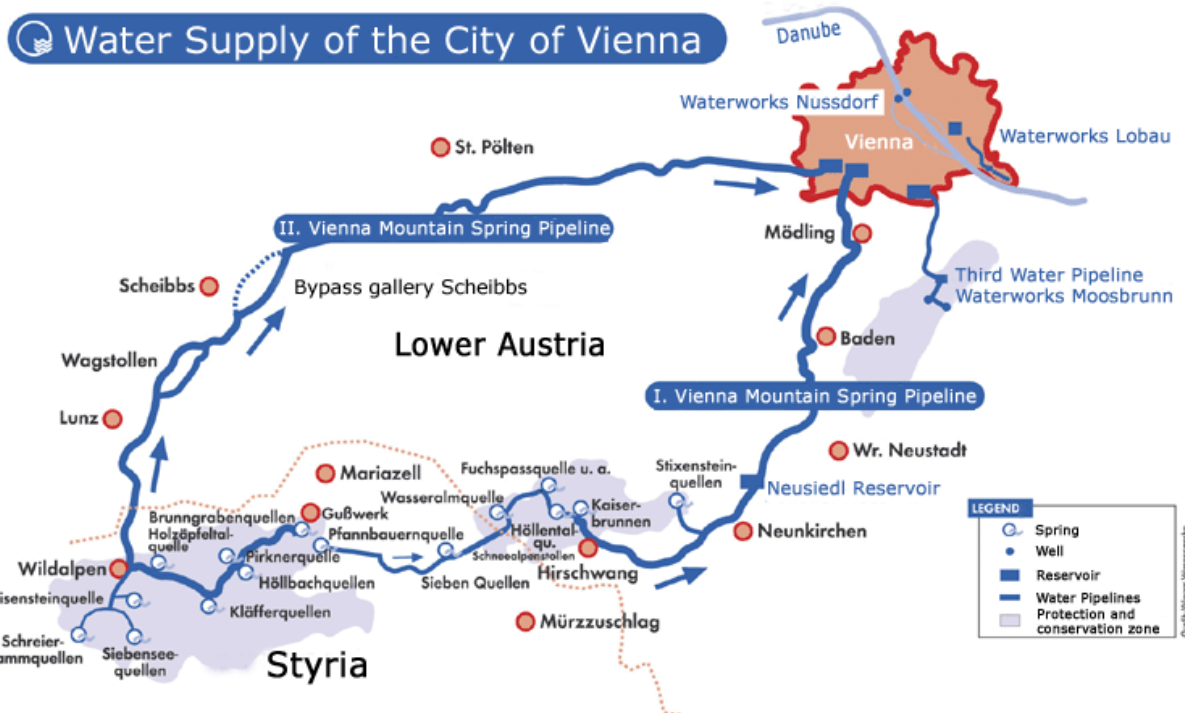 Water Supply of the City of Vienna
Danube
Waterworks Nussdorf
Vienna
Waterworks Lobau
St. Pölten
II. Vienna Mountain Spring Pipeline
Mödling
Scheibbs
Bypass gallery Scheibbs
Third Water Pipeline
Waterworks Moosbrunn
Lower Austria
Baden
Wagstollen
I. Vienna Mountain Spring Pipeline
Lunz
Wr. Neustadt
Mariazell
Fuchspassquelle u. a.
Stixenstein-
quellen
Neusiedl Reservoir
Wasseralmquelle
Kaiser-
brunnen
Gußwerk
Brunngrabenquellen
Holzöpfeltal-
quelle
Pfannbauernquelle
Höllental-
qu.
Schneealpenstollen
Neunkirchen
Pirknerquelle
Wildalpen
Höllbachquellen
Sieben Quellen
Hirschwang
isensteinquelle
Kläfferquellen
Mürzzuschlag
Schreier-
ammquellen
Siebensee-
quellen
Styria
LEGEND
Spring
Well
Reservoir
Water Pipelines
Protection and
conservation zone